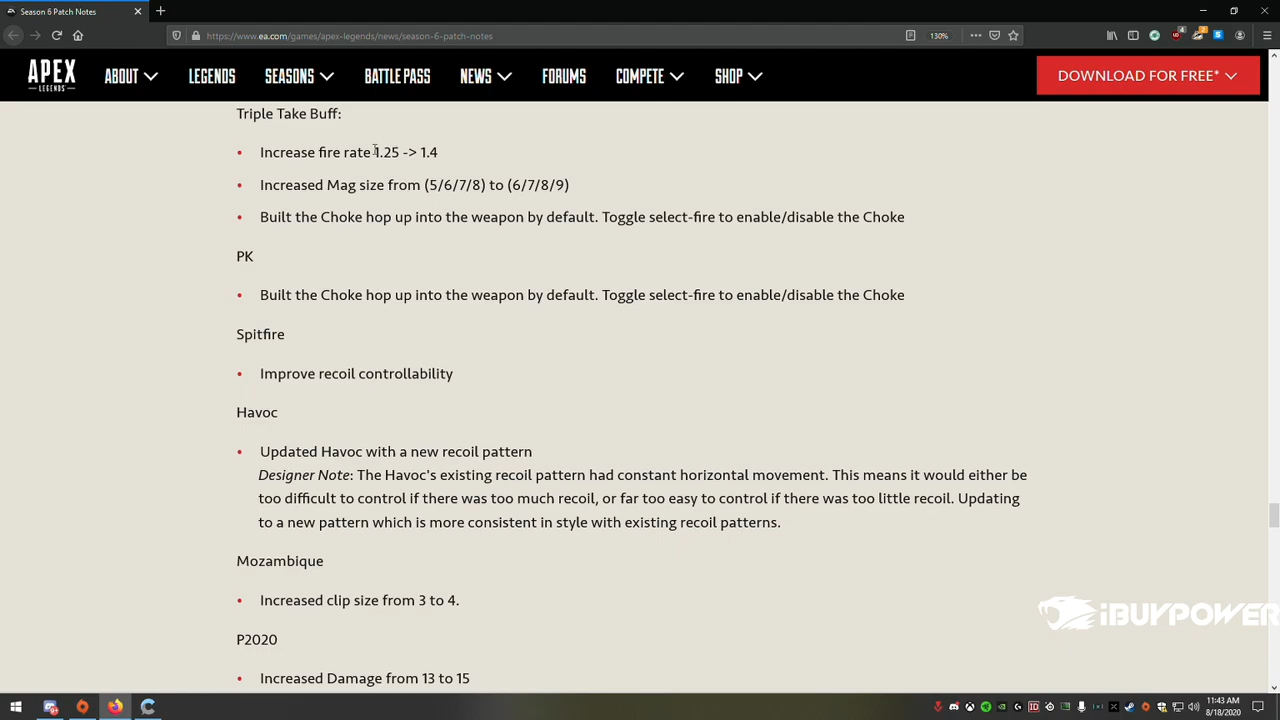 Season 6 Patch Notes
https://www.ea.com/games/apex-legends/news/season-6-patch-notes
130%
APEX
LEGENDS
ABOUT
LEGENDS
SEASONS
BATTLE PASS
NEWS
FORUMS
COMPETE
SHOP
DOWNLOAD FOR FREE*
Triple Take Buff:
• Increase fire rate 1.25 -> 1.4
• Increased Mag size from (5/6/7/8) to (6/7/8/9)
• Built the Choke hop up into the weapon by default. Toggle select-fire to enable/disable the Choke
PK
• Built the Choke hop up into the weapon by default. Toggle select-fire to enable/disable the Choke
Spitfire
• Improve recoil controllability
Havoc
• Updated Havoc with a new recoil pattern
Designer Note: The Havoc's existing recoil pattern had constant horizontal movement. This means it would either be
too difficult to control if there was too much recoil, or far too easy to control if there was too little recoil. Updating
to a new pattern which is more consistent in style with existing recoil patterns.
Mozambique
• Increased clip size from 3 to 4.
iBUYPOWER
P2020
• Increased Damage from 13 to 15
11:43 AM
8/18/2020